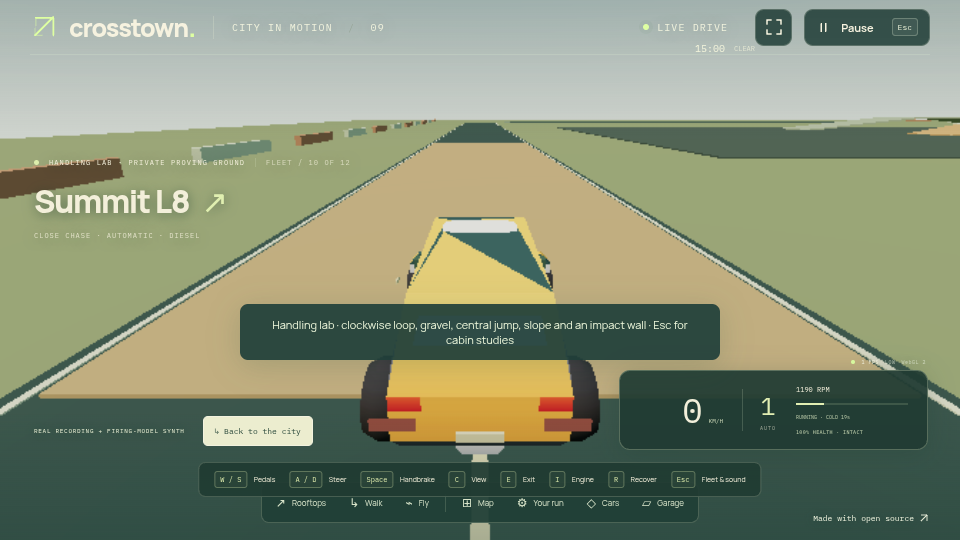 crosstown.
CITY IN MOTION / 09
LIVE DRIVE
15:00 CLEAR
Pause Esc
HANDLING LAB · PRIVATE PROVING GROUND FLEET / 10 OF 12
Summit L8 ↗
CLOSE CHASE · AUTOMATIC · DIESEL
Handling lab · clockwise loop, gravel, central jump, slope and an impact wall · Esc for
cabin studies
0 KM/H
1 AUTO
1190 RPM
RUNNING · COLD 19s
100% HEALTH · INTACT
REAL RECORDING + FIRING-MODEL SYNTH
↳ Back to the city
W / S Pedals A / D Steer Space Handbrake C View E Exit I Engine R Recover Esc Fleet & sound
↗ Rooftops ↳ Walk Fly Map Your run Cars Garage
Made with open source ↗